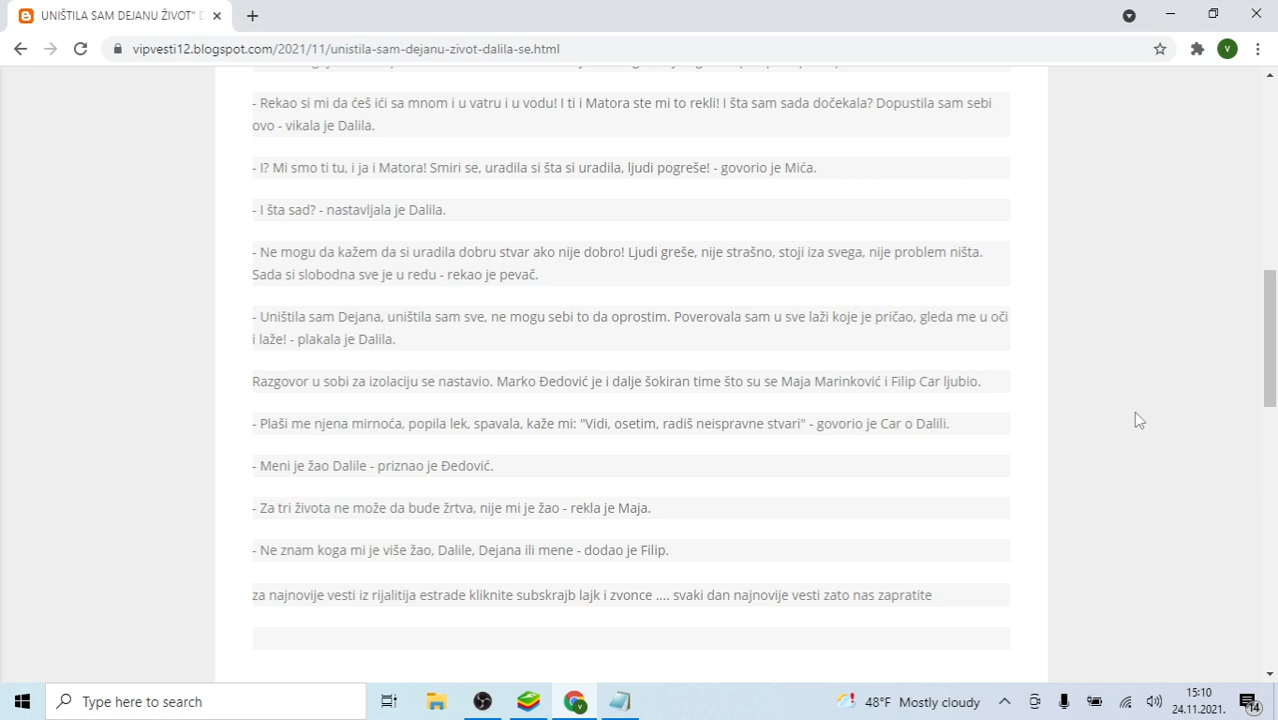 UNIŠTILA SAM DEJANU ŽIVOT" D
vipvesti12.blogspot.com/2021/11/unistila-sam-dejanu-zivot-dalila-se.html
V
- Rekao si mi da ćeš ići sa mnom i u vatru i u vodu! I ti i Matora ste mi to rekli! I šta sam sada dočekala? Dopustila sam sebi
ovo - vikala je Dalila.
- I? Mi smo ti tu, i ja i Matora! Smiri se, uradila si šta si uradila, ljudi pogreše! - govorio je Mića.
- I šta sad? - nastavljala je Dalila.
- Ne mogu da kažem da si uradila dobru stvar ako nije dobro! Ljudi greše, nije strašno, stoji iza svega, nije problem ništa.
Sada si slobodna sve je u redu - rekao je pevač.
- Uništila sam Dejana, uništila sam sve, ne mogu sebi to da oprostim. Poverovala sam u sve laži koje je pričao, gleda me u oči
i laže! - plakala je Dalila.
Razgovor u sobi za izolaciju se nastavio. Marko Đedović je i dalje šokiran time što su se Maja Marinković i Filip Car ljubio.
- Plaši me njena mirnoća, popila lek, spavala, kaže mi: "Vidi, osetim, radiš neispravne stvari" - govorio je Car o Dalili.
- Meni je žao Dalile - priznao je Đedović.
- Za tri života ne može da bude žrtva, nije mi je žao - rekla je Maja.
- Ne znam koga mi je više žao, Dalile, Dejana ili mene - dodao je Filip.
za najnovije vesti iz rijalitija estrade kliknite subskrajb lajk i zvonce .... svaki dan najnovije vesti zato nas zapratite
Type here to search
48°F Mostly cloudy
15:10
24.11.2021.
14